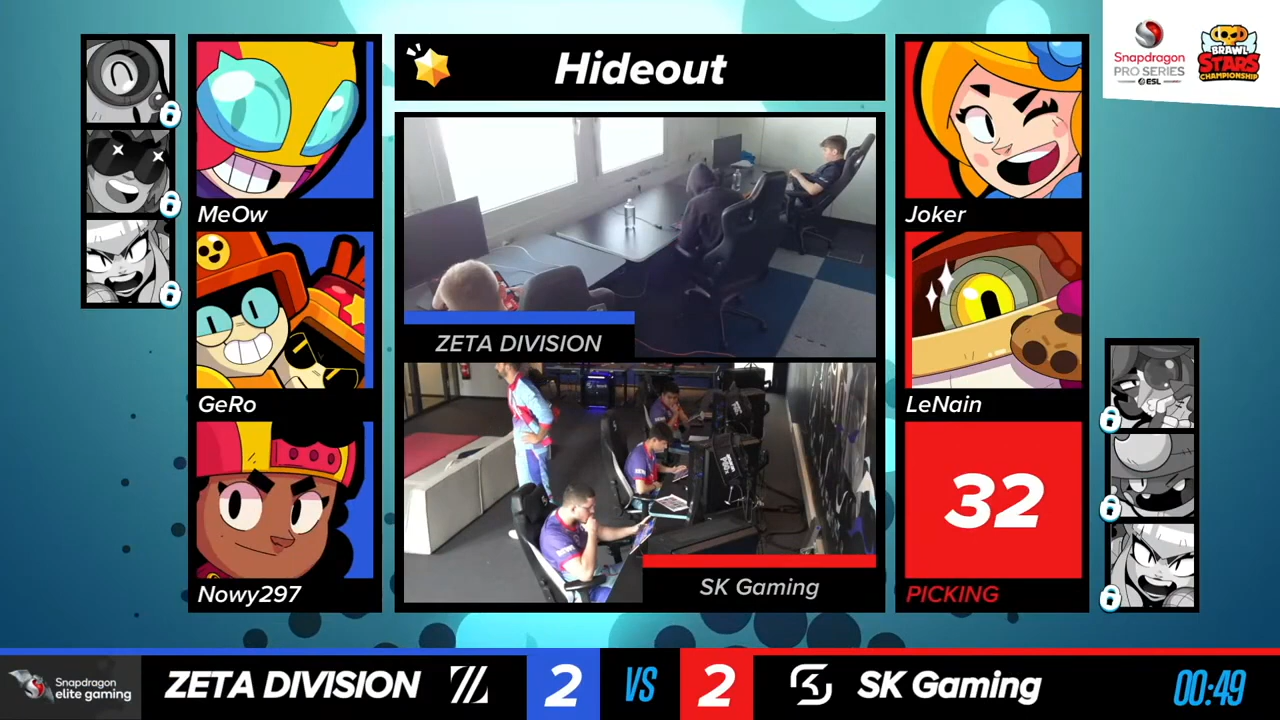 Hideout
Snapdragon
PRO SERIES
ESL
BRAWL
STARS
CHAMPIONSHIP
MeOw
GeRo
Nowy297
ZETA DIVISION
SK Gaming
Joker
LeNain
32
PICKING
Snapdragon
elite gaming
ZETA DIVISION
2
VS
2
SK Gaming
00:49